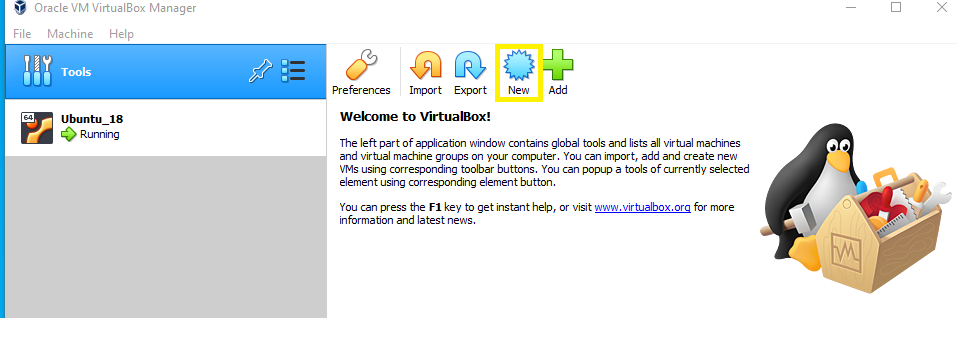 Oracle VM VirtualBox Manager
File Machine Help
Tools
Preferences Import Export New Add
64
Ubuntu_18
Running
Welcome to VirtualBox!
The left part of application window contains global tools and lists all virtual machines
and virtual machine groups on your computer. You can import, add and create new
VMs using corresponding toolbar buttons. You can popup a tools of currently selected
element using corresponding element button.
You can press the F1 key to get instant help, or visit www.virtualbox.org for more
information and latest news.